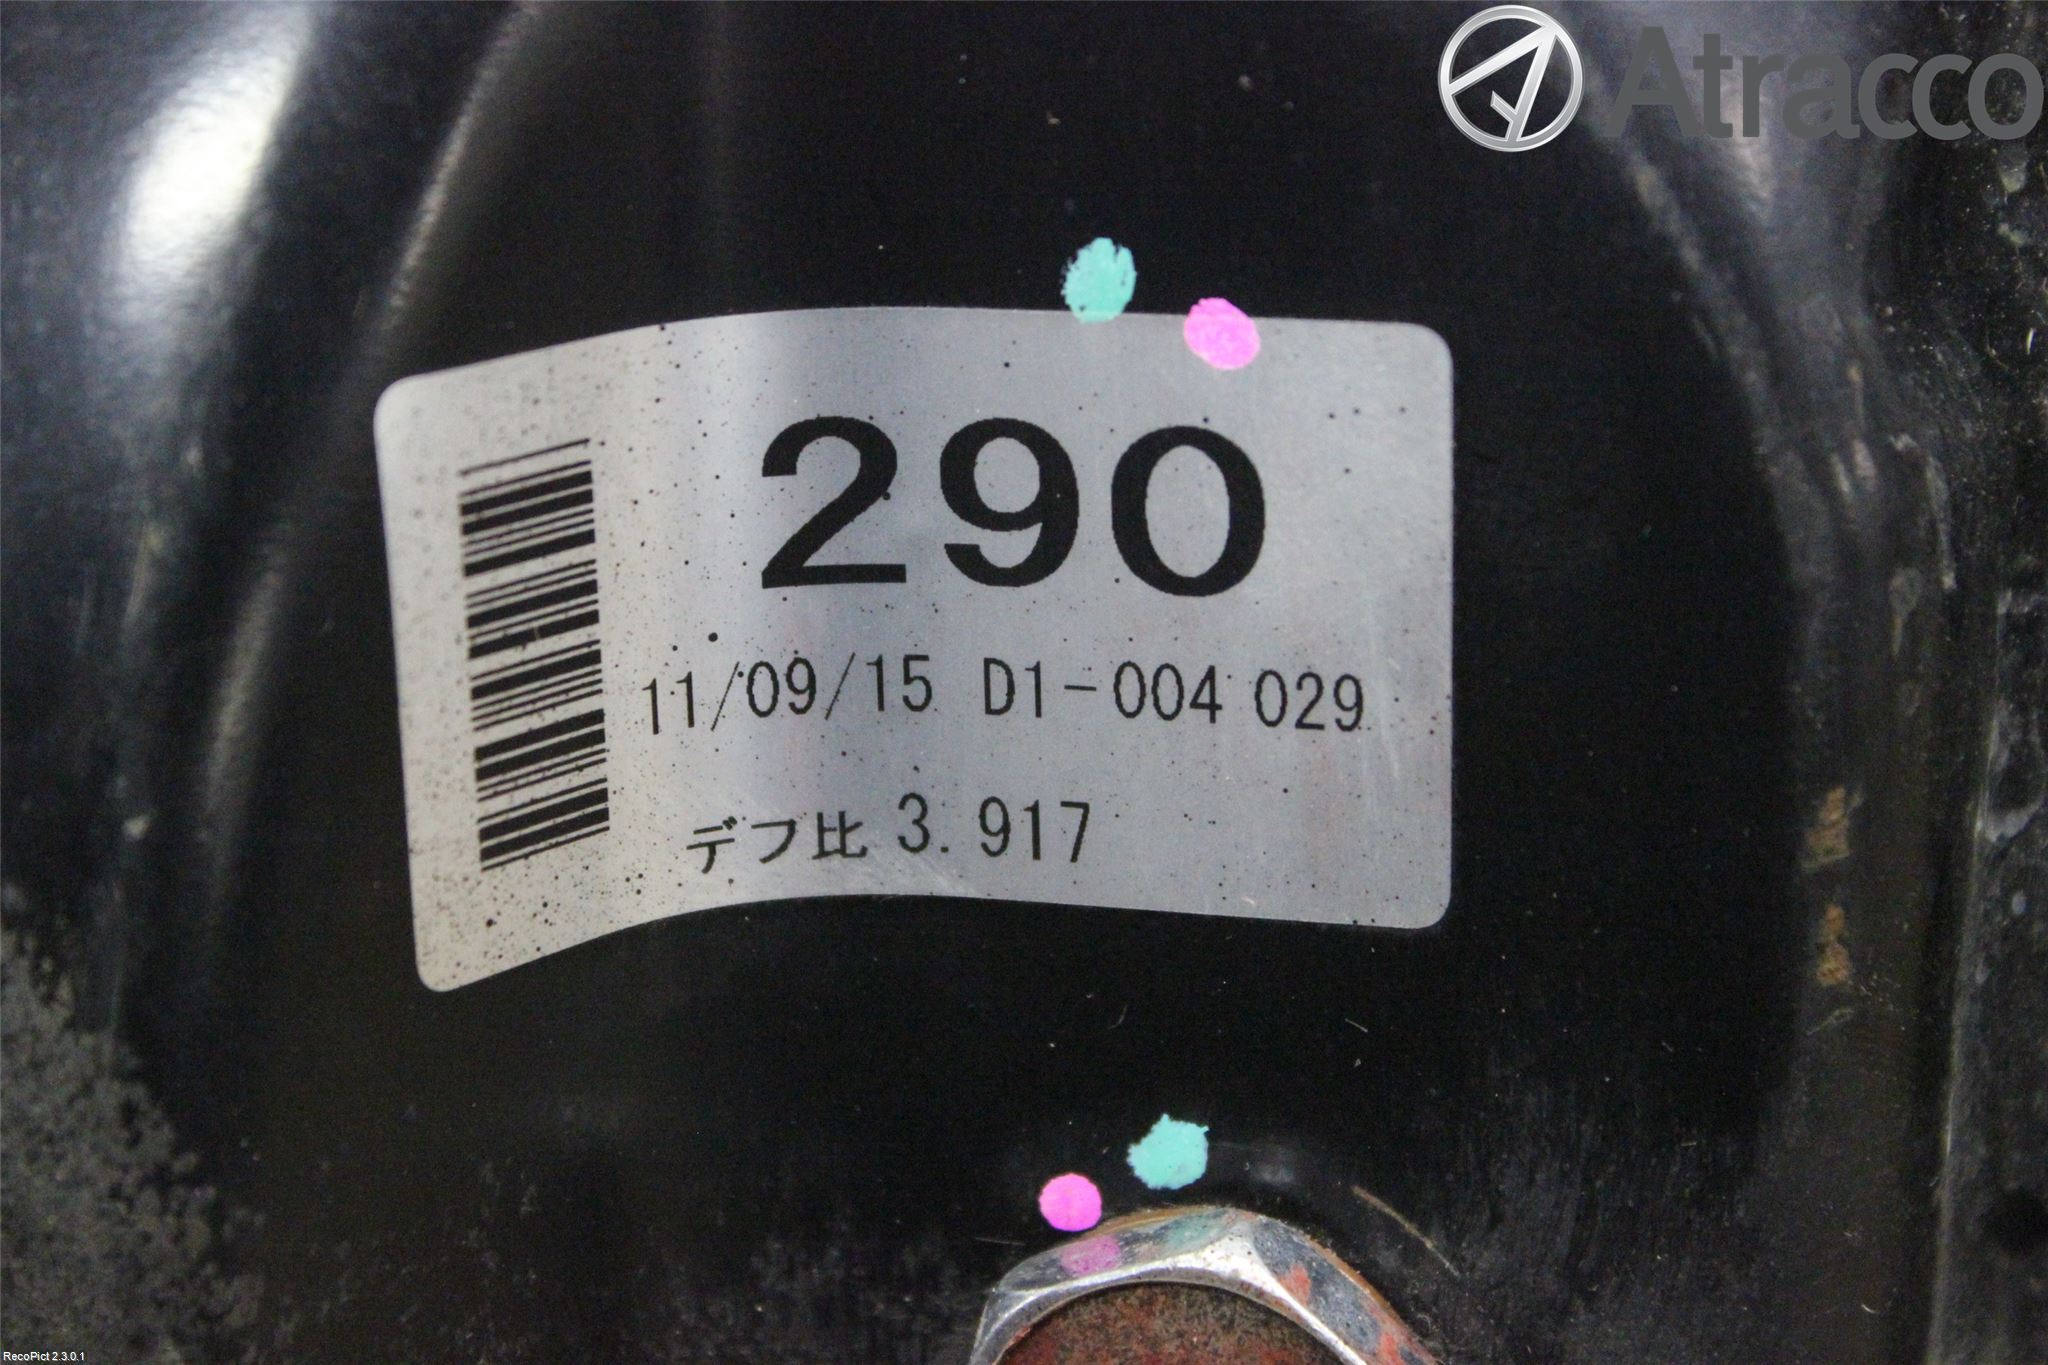 Atracco
290
11/09/15 D1-004 029
デフ比 3.917
RecoPict 2.3.0.1